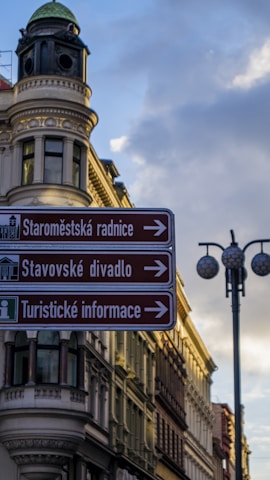 Staroměstská radnice
Stavovské divadlo
i Turistické informace